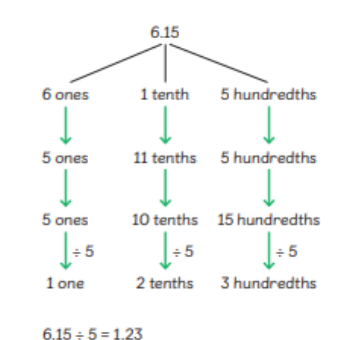 6.15
6 ones 1 tenth 5 hundredths
5 ones 11 tenths 5 hundredths
5 ones 10 tenths 15 hundredths
÷ 5 ÷ 5 ÷ 5
1 one 2 tenths 3 hundredths
6.15 ÷ 5 = 1.23